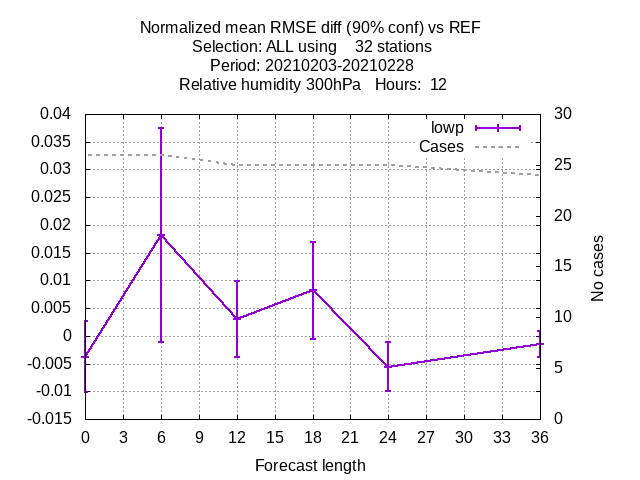 Normalized mean RMSE diff (90% conf) vs REF
Selection: ALL using    32 stations
Period: 20210203-20210228
Relative humidity 300hPa   Hours:  12
lowp
Cases
0.04
0.035
0.03
0.025
0.02
0.015
0.01
0.005
0
-0.005
-0.01
-0.015
30
25
20
15
10
5
0
No cases
0 3 6 9 12 15 18 21 24 27 30 33 36
Forecast length